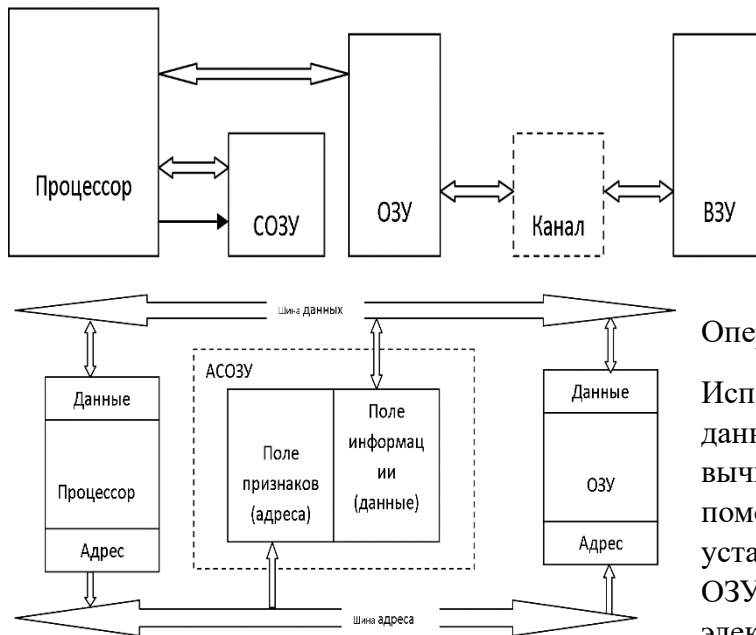 Процессор
СОЗУ
ОЗУ
Канал
ВЗУ
Шина данных
АСОЗУ
Данные
Процессор
Адрес
Поле
признаков
(адреса)
Поле
информац
ии
(данные)
Данные
ОЗУ
Адрес
Шина адреса
ОЗУ